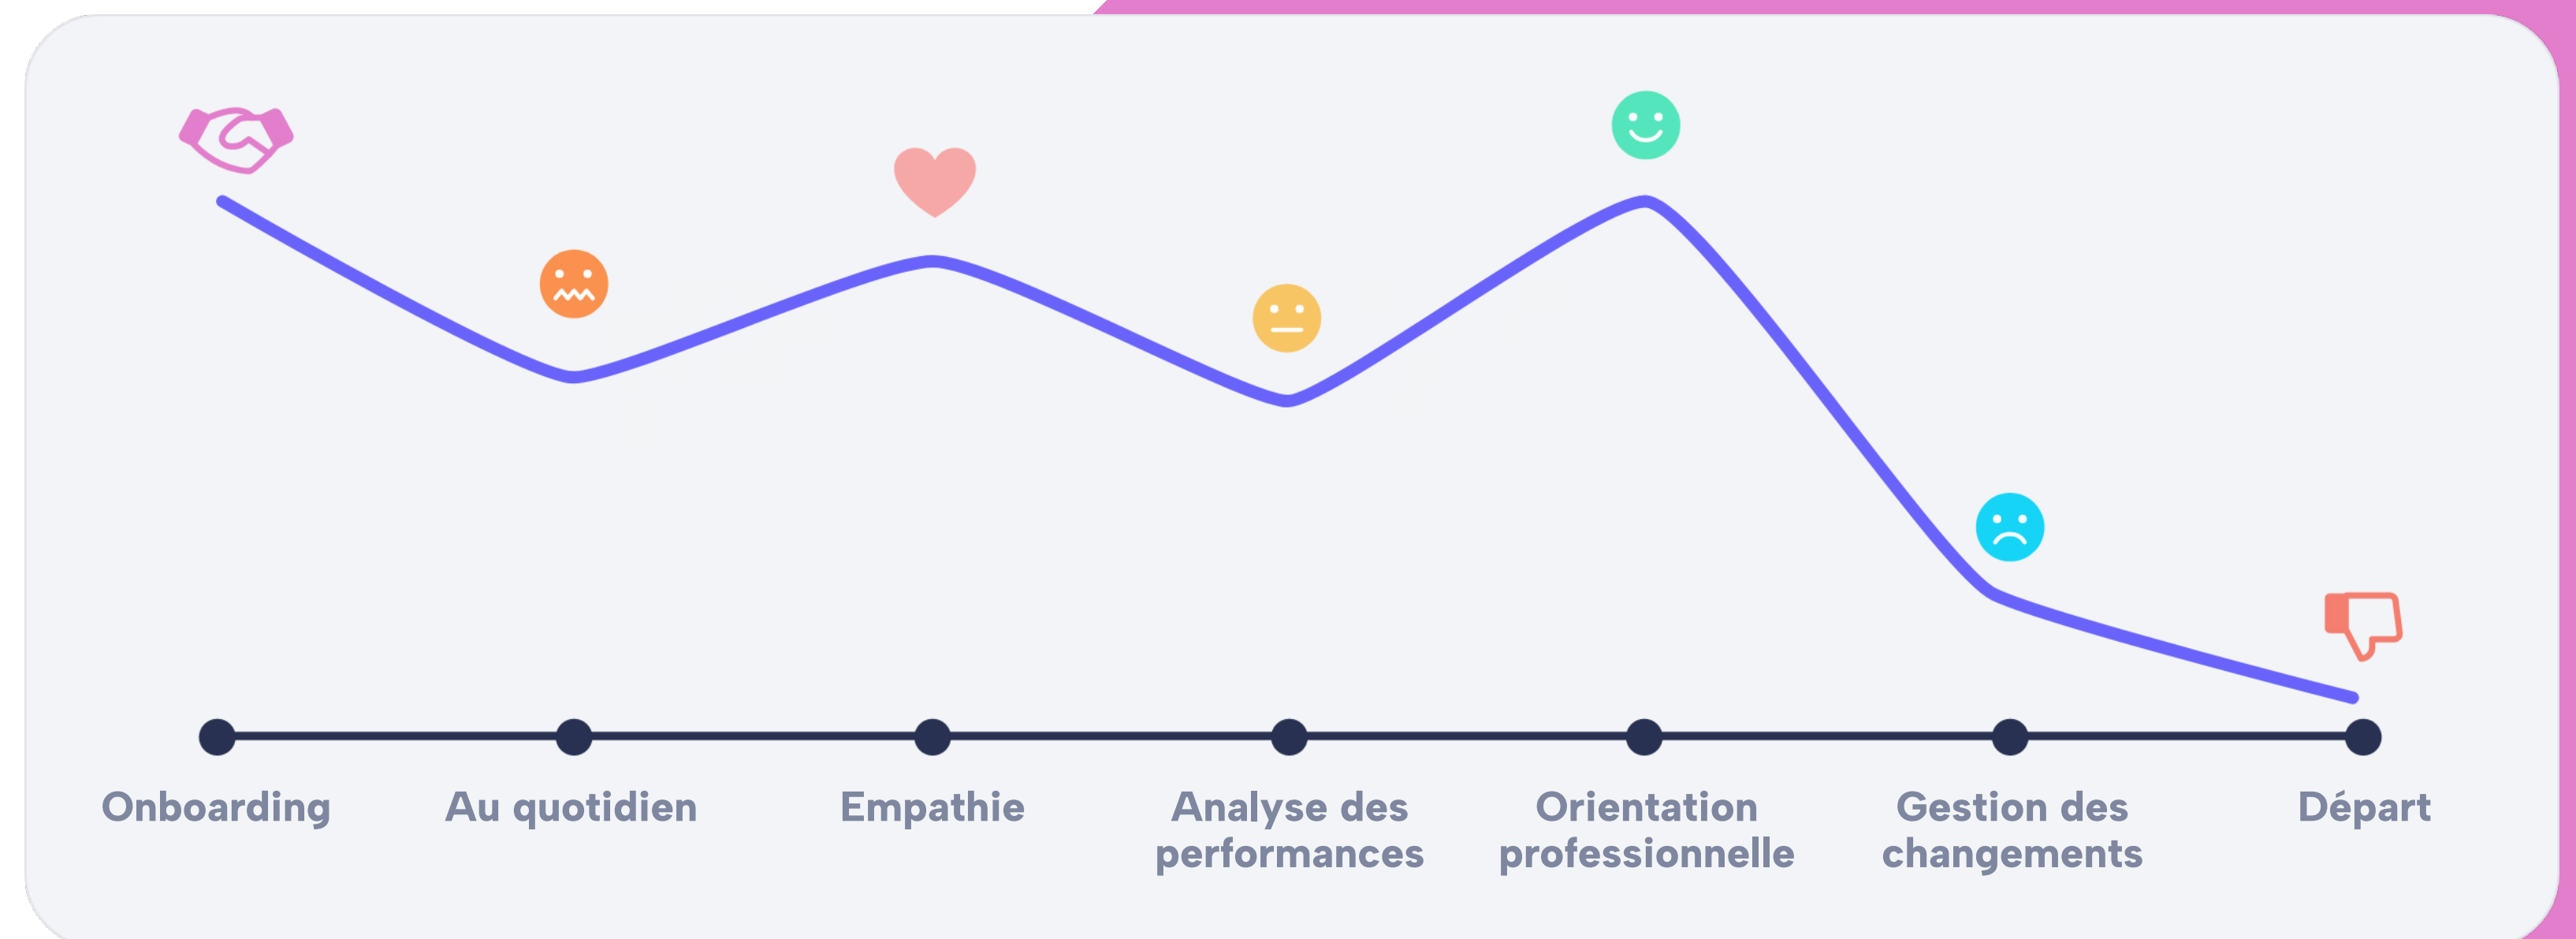 Onboarding
Au quotidien
Empathie
Analyse des
performances
Orientation
professionnelle
Gestion des
changements
Départ